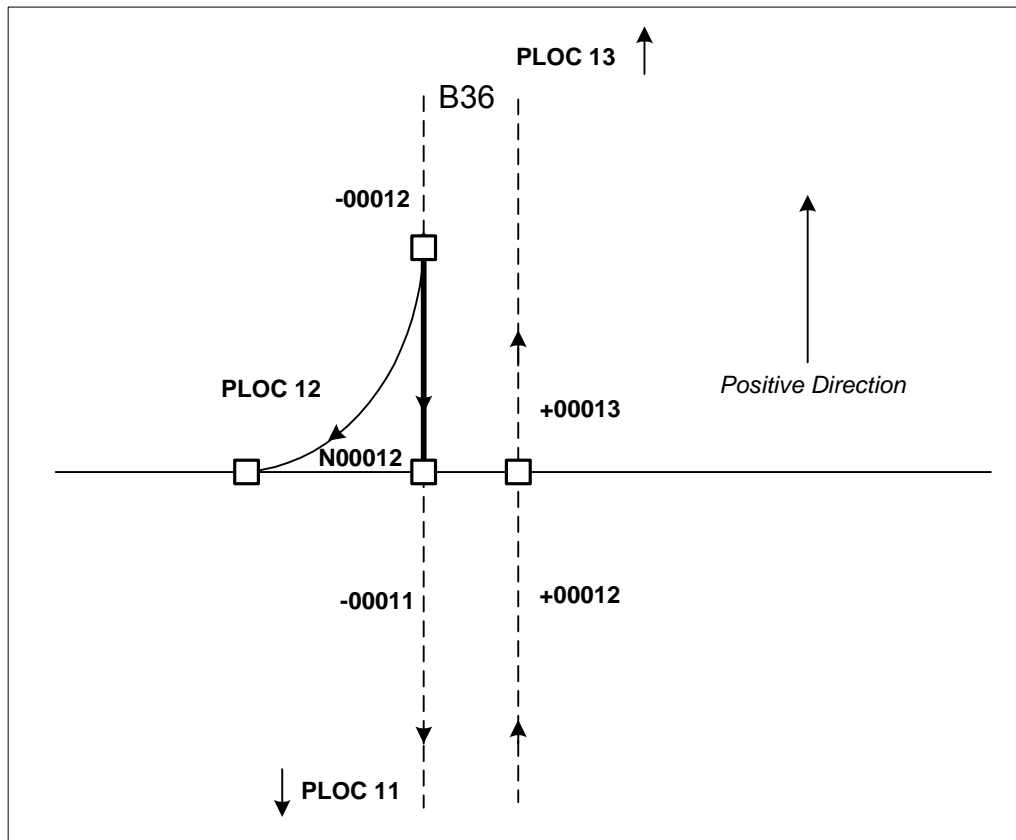 PLOC 13
B36
-00012
PLOC 12
Positive Direction
+00013
N00012
-00011
+00012
PLOC 11